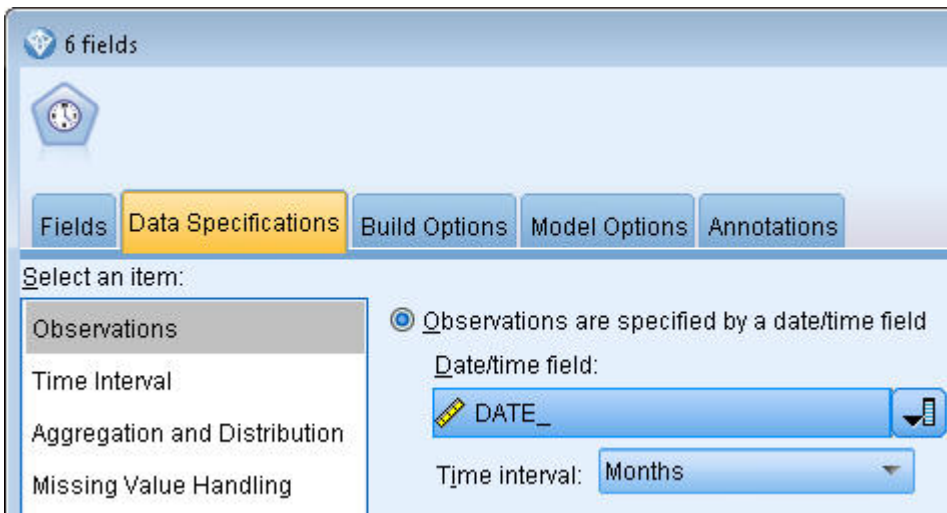 6 fields
Fields Data Specifications Build Options Model Options Annotations
Select an item:
Observations
Time Interval
Aggregation and Distribution
Missing Value Handling
Observations are specified by a date/time field
Date/time field:
DATE_
Time interval: Months